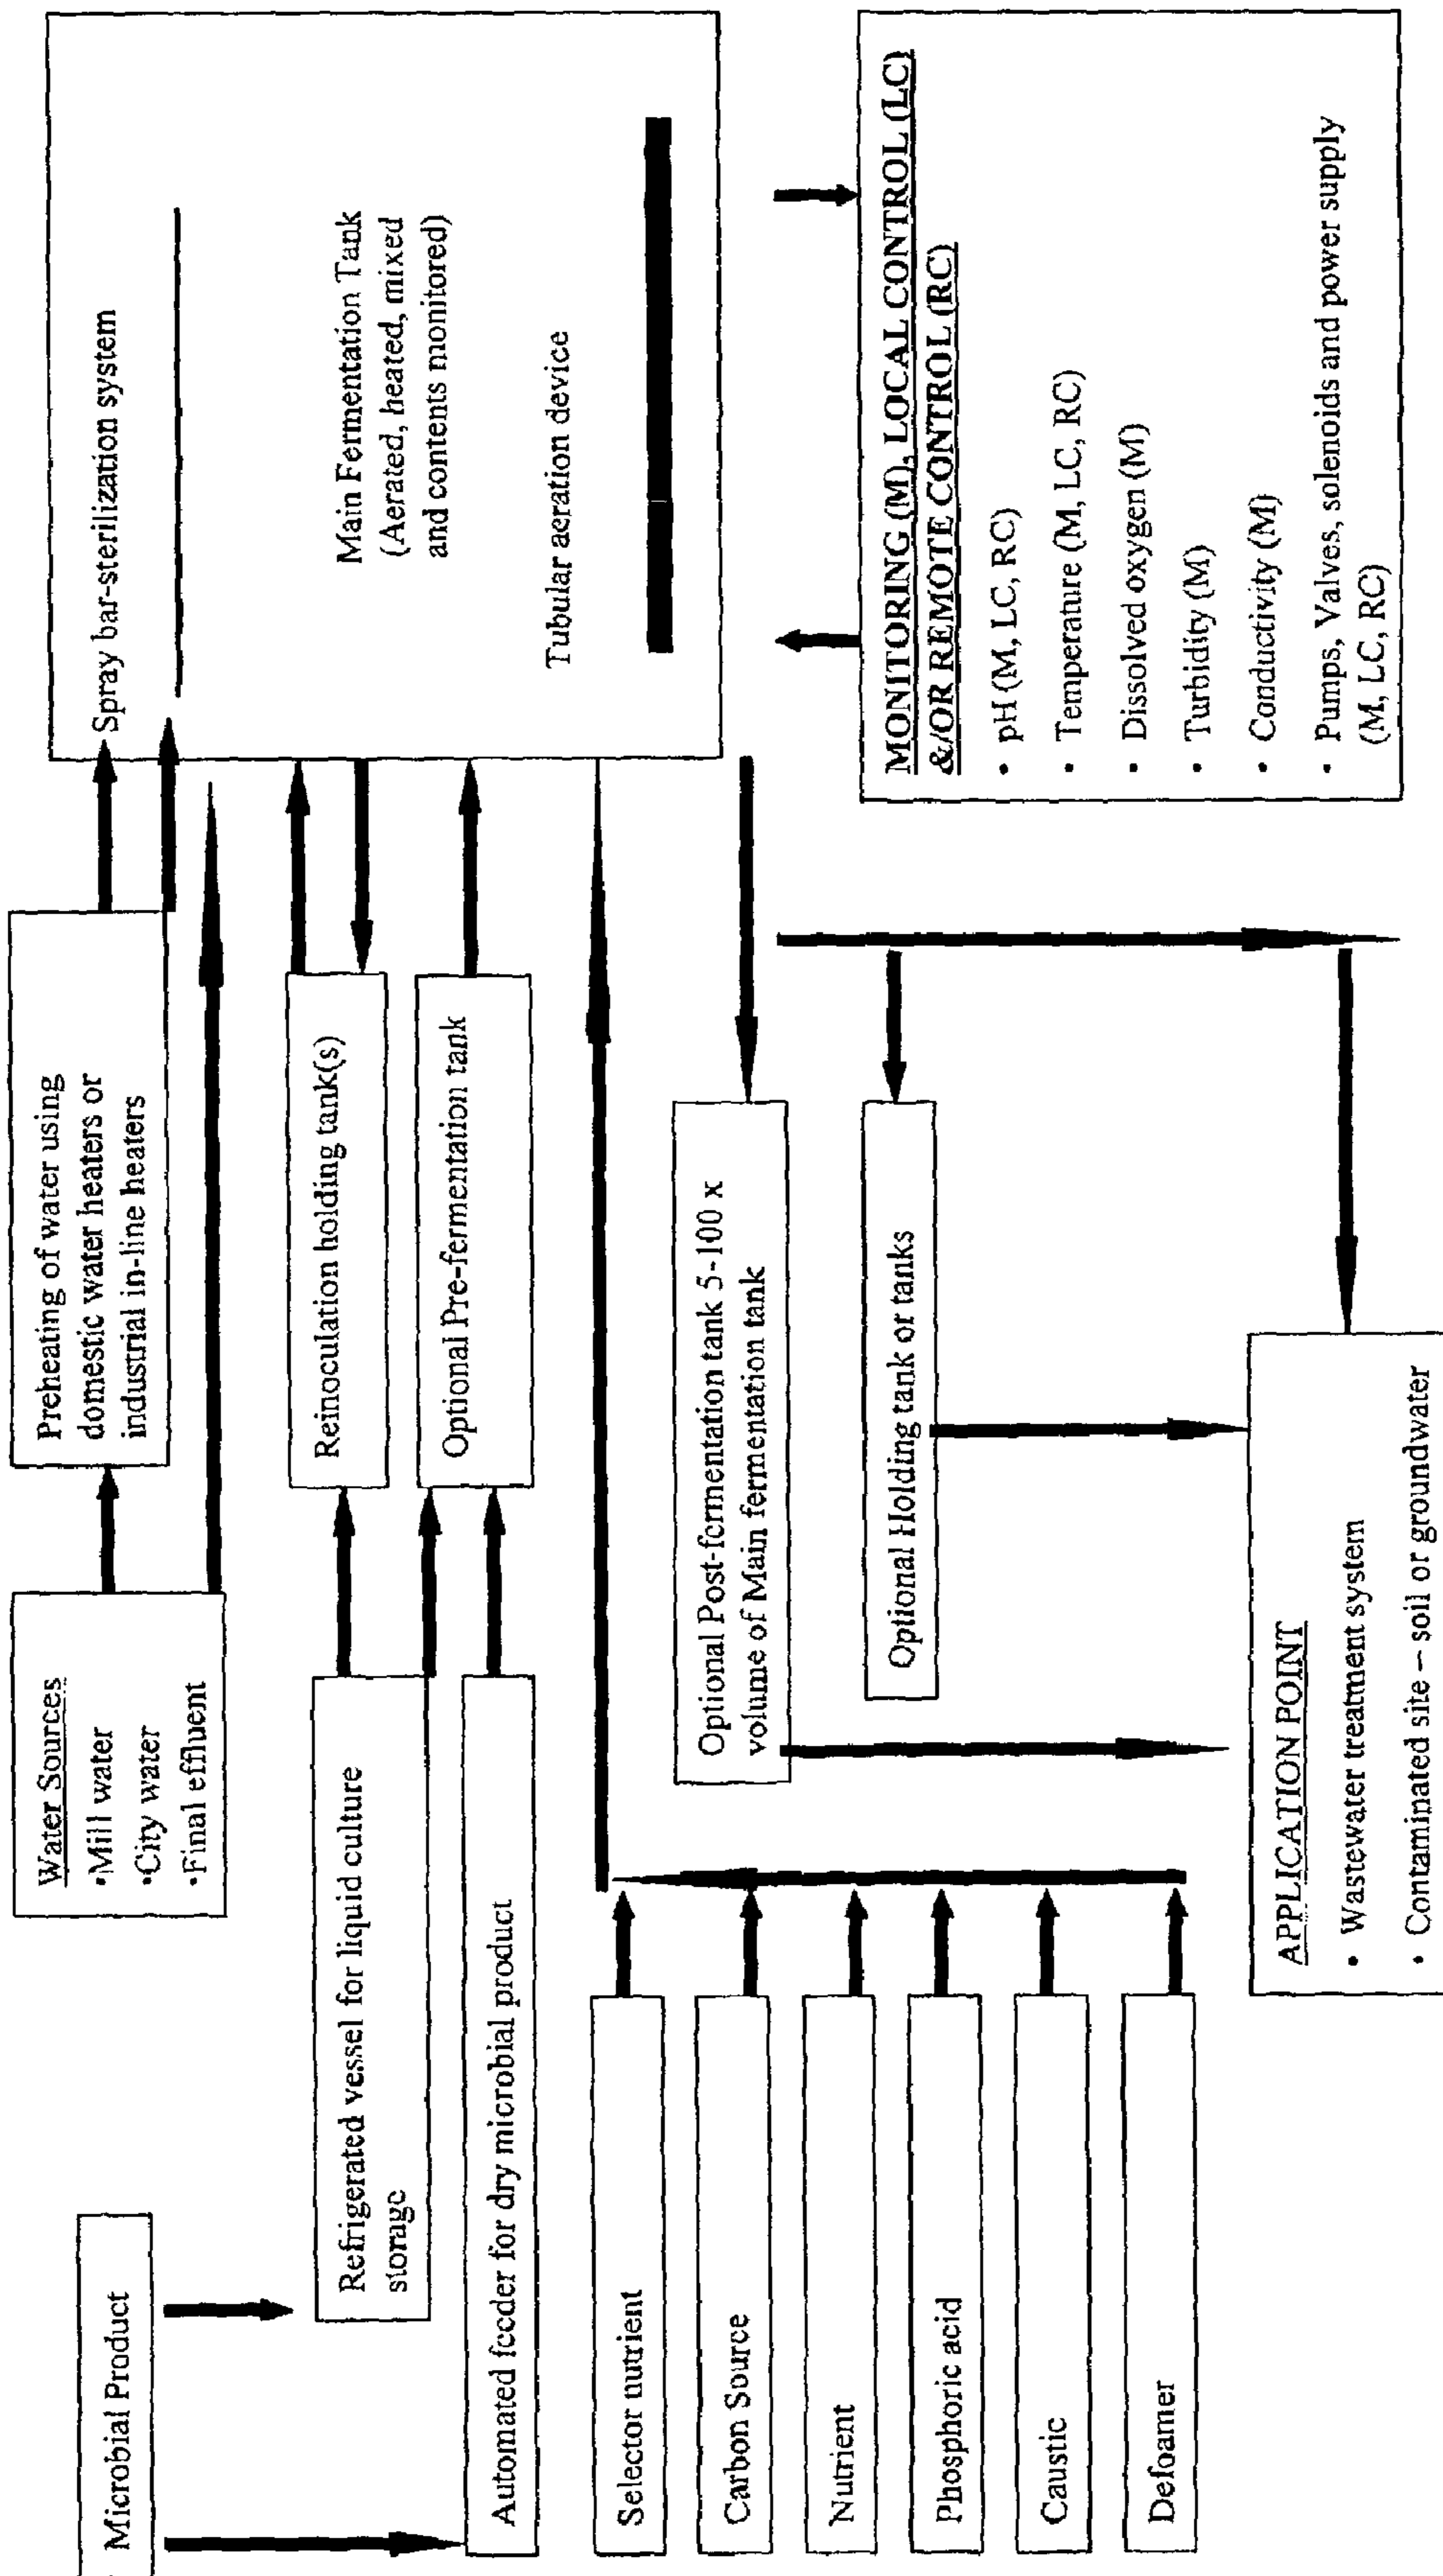 Microbial Product
Water Sources
•Mill water
•City water
•Final effluent
Preheating of water using
domestic water heaters or
industrial in-line heaters
Spray bar-sterilization system
Main Fermentation Tank
(Aerated, heated, mixed
and contents monitored)
Tubular aeration device
Refrigerated vessel for liquid culture
storage
Automated feeder for dry microbial product
Reinoculation holding tank(s)
Optional Pre-fermentation tank
Selector nutrient
Carbon Source
Nutrient
Phosphoric acid
Caustic
Defoamer
Optional Post-fermentation tank 5-100 x
volume of Main fermentation tank
Optional Holding tank or tanks
APPLICATION POINT
• Wastewater treatment system
• Contaminated site – soil or groundwater
MONITORING (M), LOCAL CONTROL (LC)
&/OR REMOTE CONTROL (RC)
• pH (M, LC, RC)
• Temperature (M, LC, RC)
• Dissolved oxygen (M)
• Turbidity (M)
• Conductivity (M)
• Pumps, Valves, solenoids and power supply
(M, LC, RC)